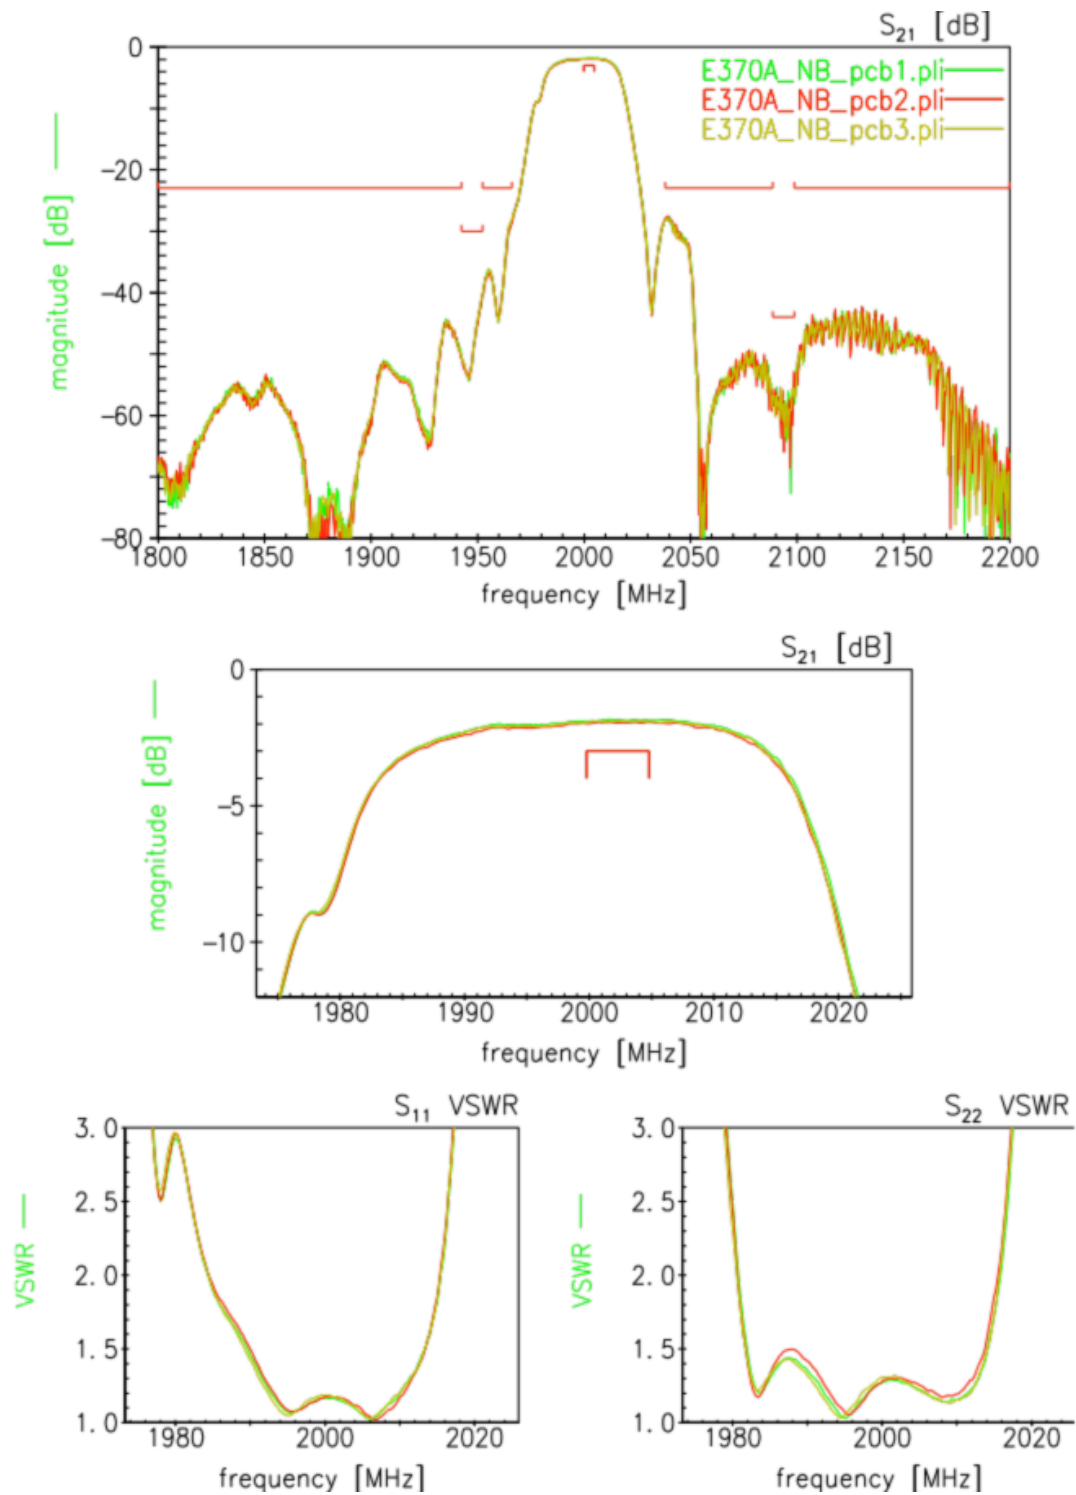 S₂₁ [dB]
E370A_NB_pcb1.pli
E370A_NB_pcb2.pli
E370A_NB_pcb3.pli
magnitude [dB]
0
−20
−40
−60
−80
1800 1850 1900 1950 2000 2050 2100 2150 2200
frequency [MHz]
S₂₁ [dB]
magnitude [dB]
0
−5
−10
1980 1990 2000 2010 2020
frequency [MHz]
S₁₁ VSWR
VSWR
3.0
2.5
2.0
1.5
1.0
1980 2000 2020
frequency [MHz]
S₂₂ VSWR
VSWR
3.0
2.5
2.0
1.5
1.0
1980 2000 2020
frequency [MHz]